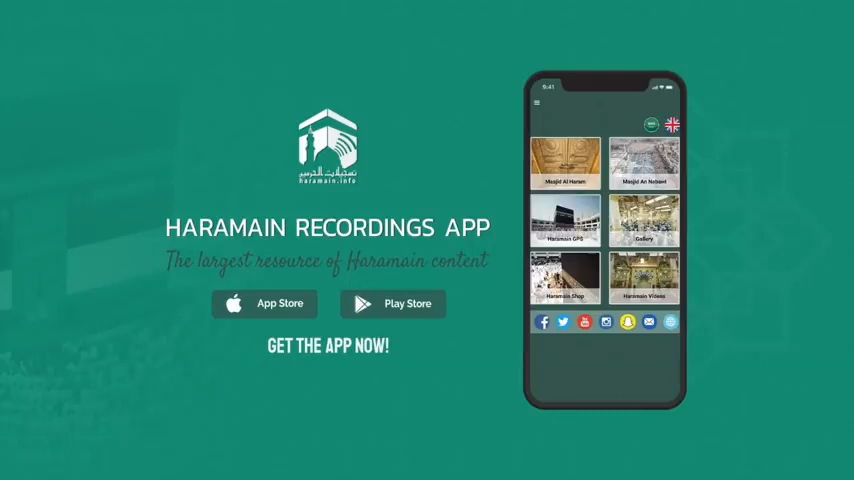 تسجيلات الحرمين
haramain.info
HARAMAIN RECORDINGS APP
The largest resource of Haramain content
App Store
Play Store
GET THE APP NOW!
9:41
Masjid Al Haram
Masjid An Nabawi
Haramain GPS
Gallery
Haramain Shop
Haramain Videos